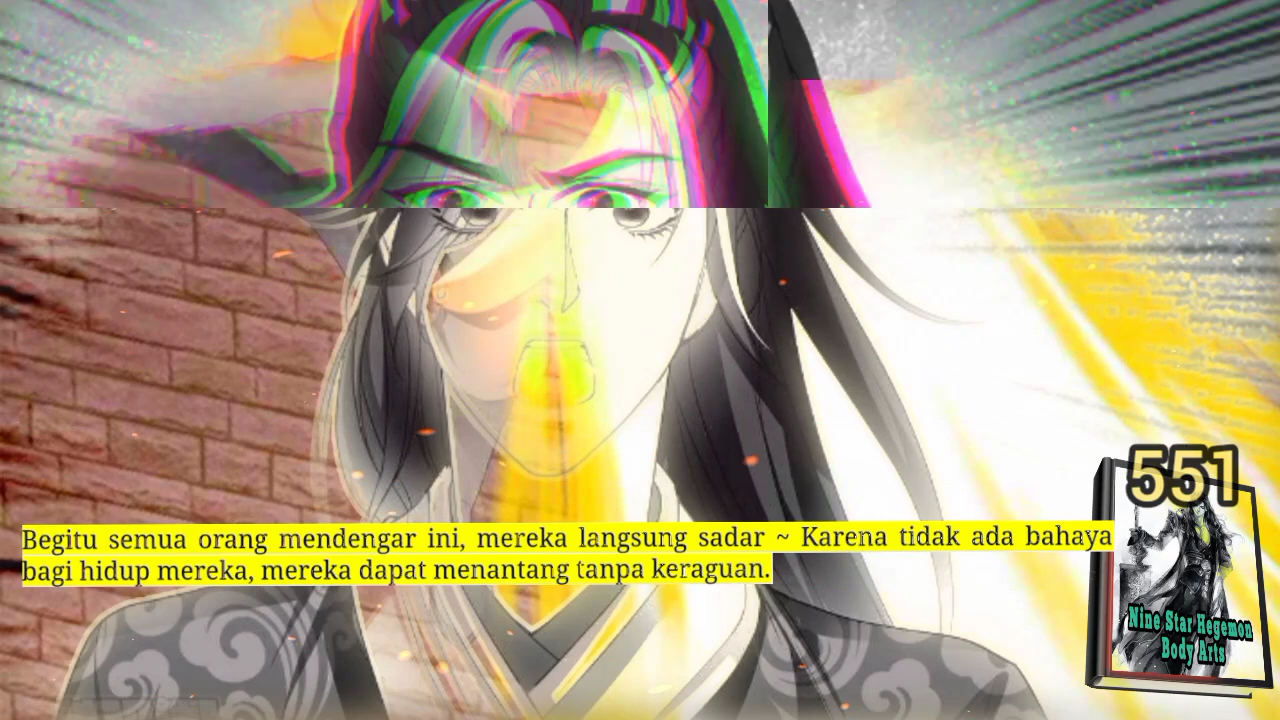 551
Begitu semua orang mendengar ini, mereka langsung sadar ~ Karena tidak ada bahaya
bagi hidup mereka, mereka dapat menantang tanpa keraguan.
Nine Star Hegemon
Body Arts